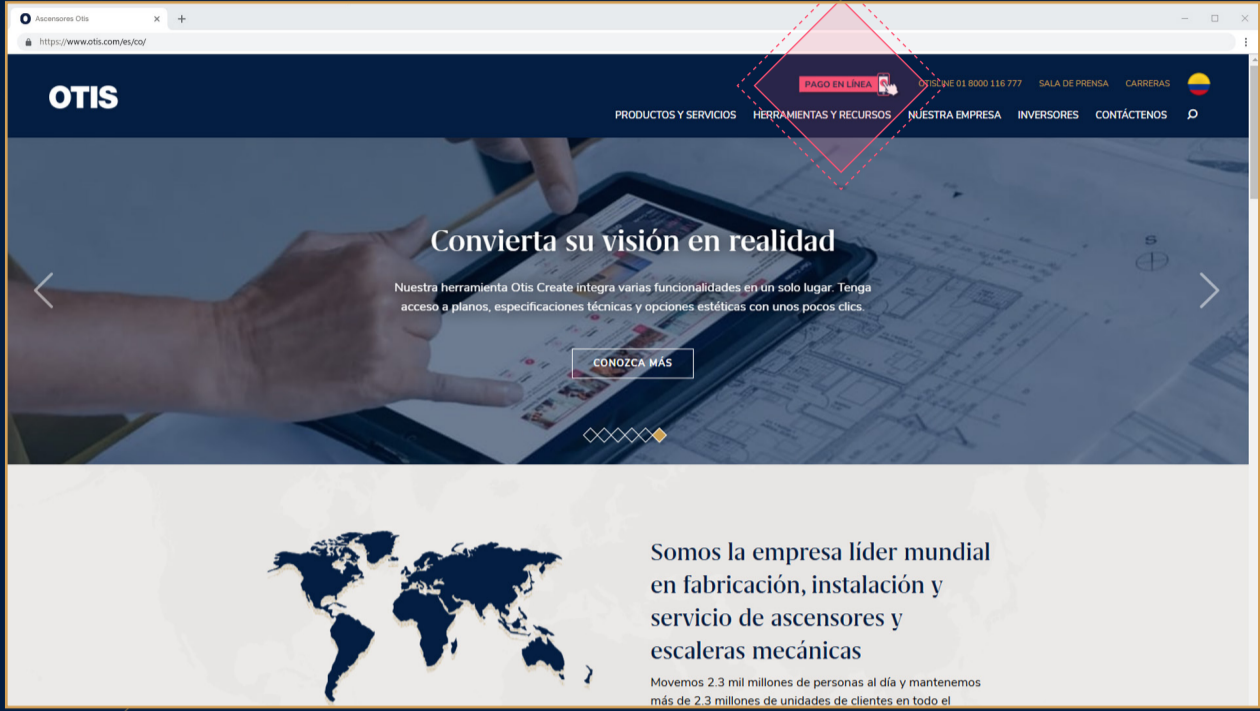 Ascensores Otis
https://www.otis.com/es/co/
OTIS
PAGO EN LÍNEA
OTISLINE 01 8000 116 777
SALA DE PRENSA
CARRERAS
PRODUCTOS Y SERVICIOS
HERRAMIENTAS Y RECURSOS
NUESTRA EMPRESA
INVERSORES
CONTÁCTENOS
Convierta su visión en realidad
Nuestra herramienta Otis Create integra varias funcionalidades en un solo lugar. Tenga
acceso a planos, especificaciones técnicas y opciones estéticas con unos pocos clics.
CONOZCA MÁS
Somos la empresa líder mundial
en fabricación, instalación y
servicio de ascensores y
escaleras mecánicas
Movemos 2.3 mil millones de personas al día y mantenemos
más de 2.3 millones de unidades de clientes en todo el